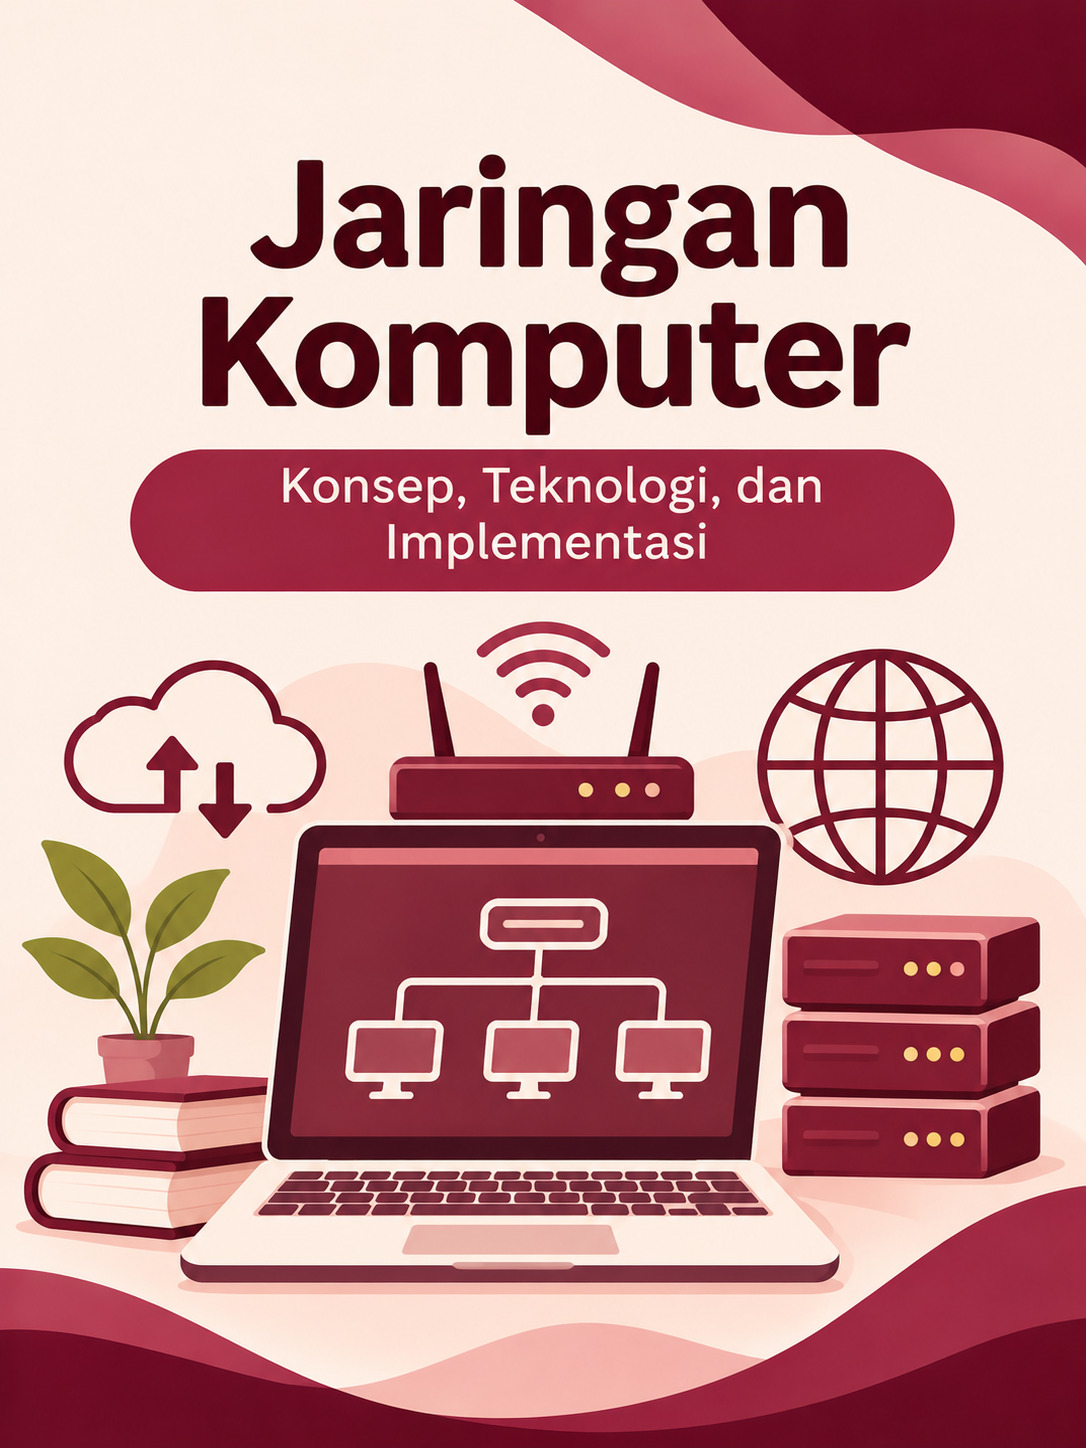 Jaringan
Komputer
Konsep, Teknologi, dan
Implementasi